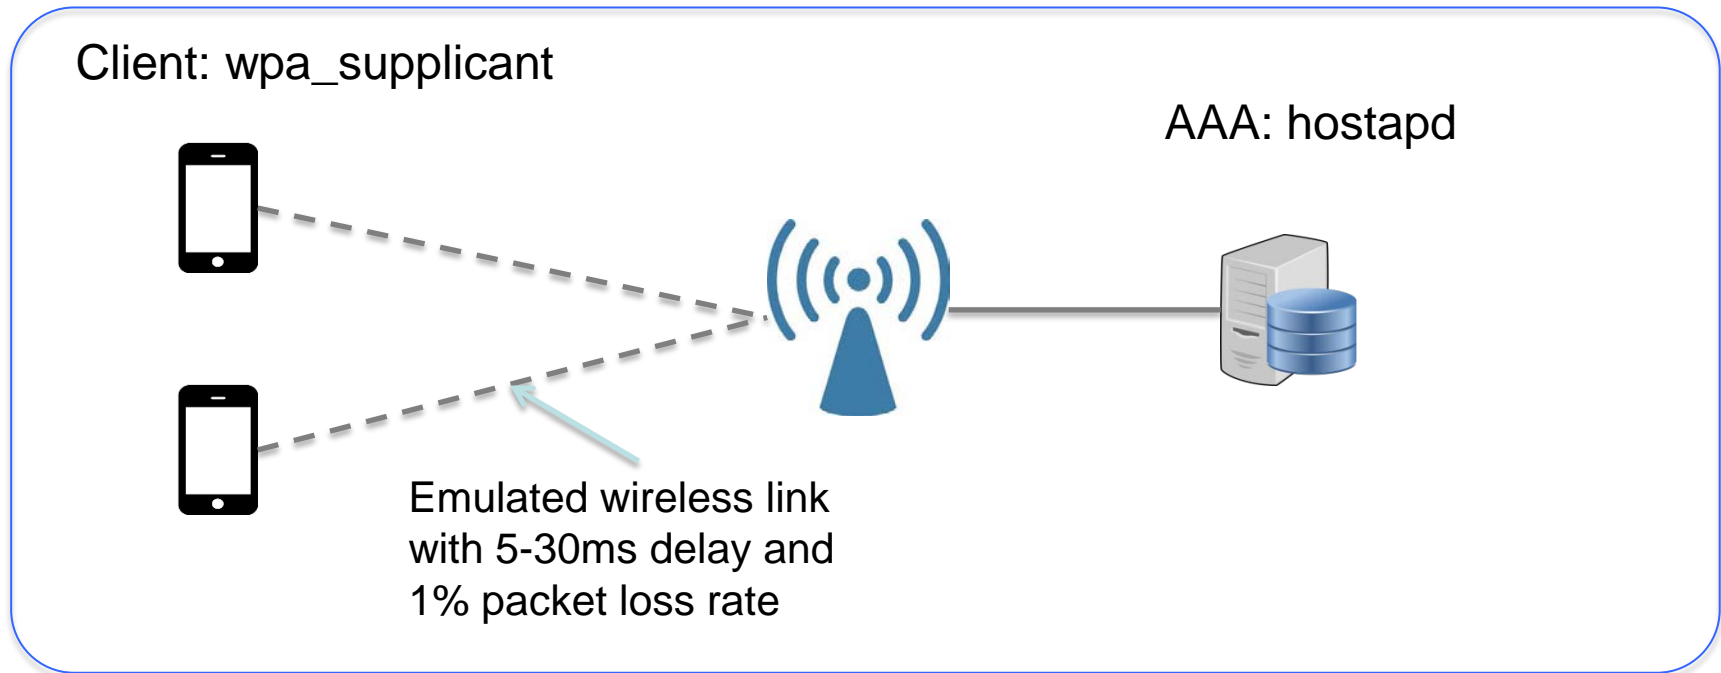 Client: wpa_supplicant
AAA: hostapd
Emulated wireless link
with 5-30ms delay and
1% packet loss rate